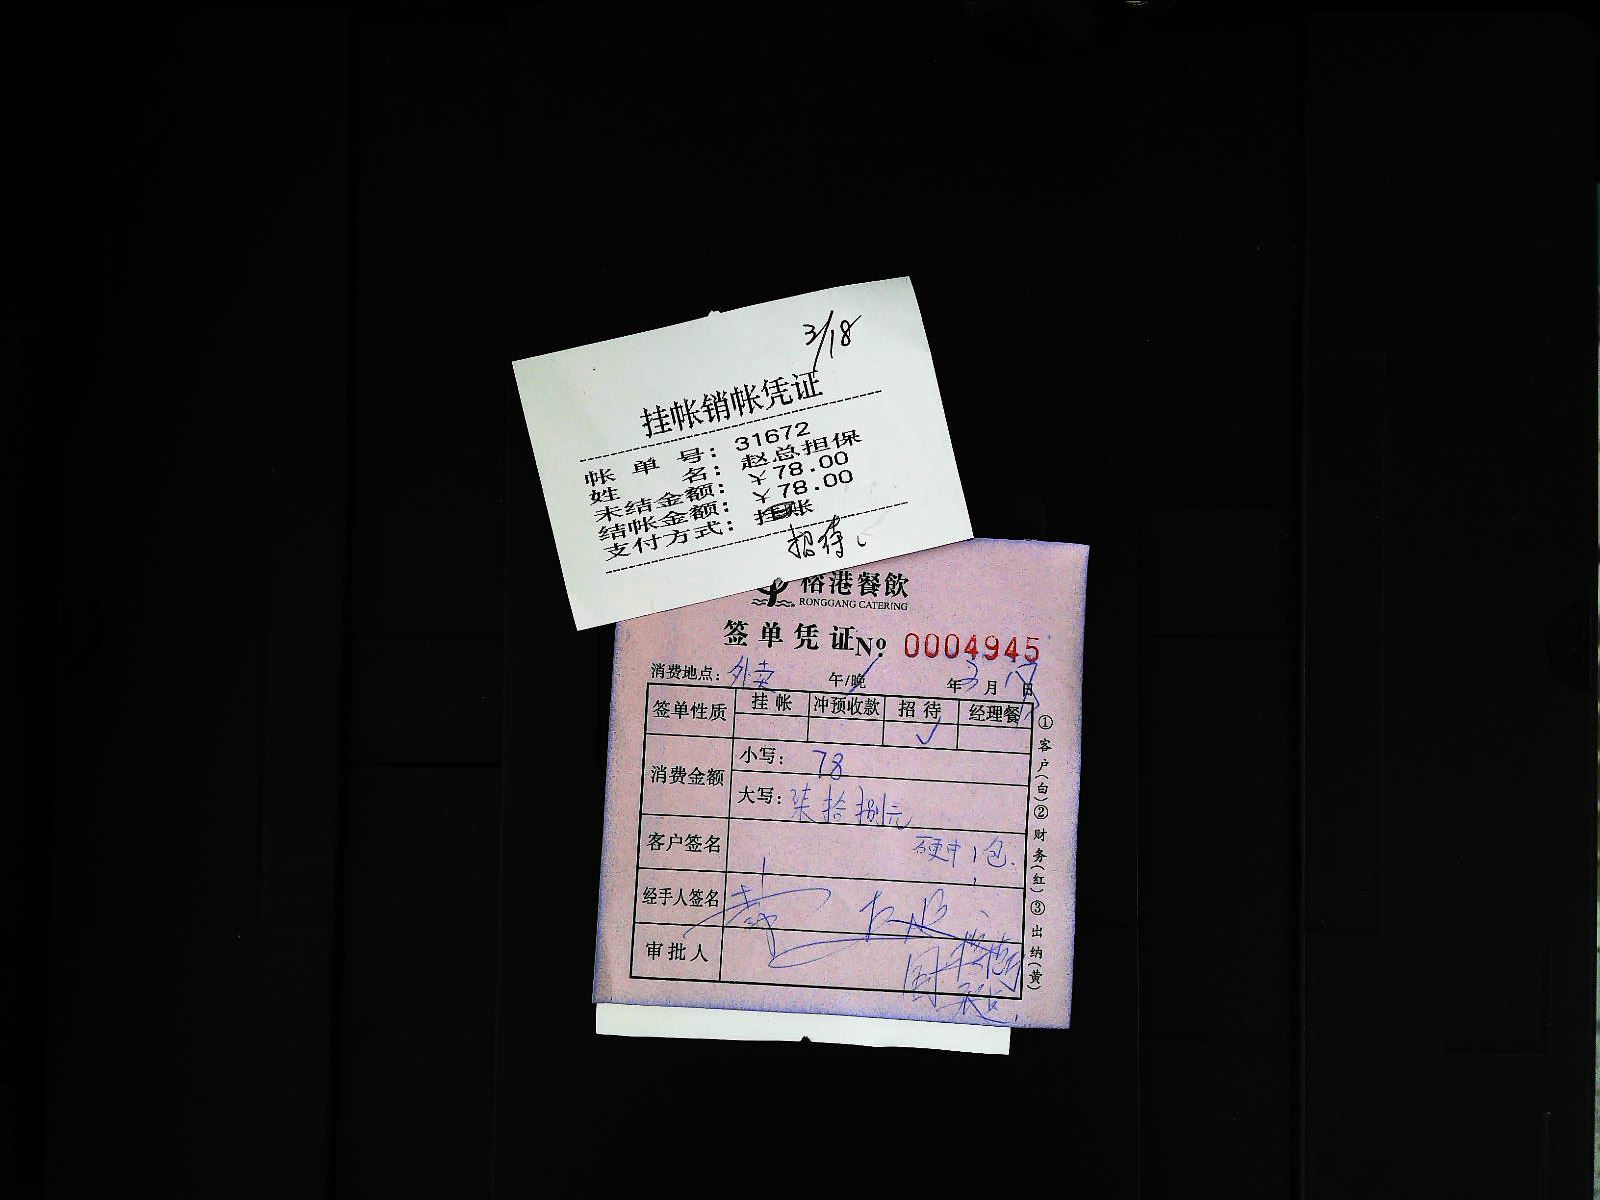 3/18
挂帐销帐凭证
帐单号：31672
姓名：赵总担保
未结金额：￥78.00
结帐金额：￥78.00
支付方式：挂账
招待
榕港餐飲
RONGGANG CATERING
签单凭证 No. 0004945
消费地点：外卖 午/晚 年3月17日
签单性质 挂帐 冲预收款 招待 经理餐
消费金额 小写：78
大写：柒拾捌元
客户签名 硬中1包.
经手人签名
审批人
①客户(白)②财务(红)③出纳(黄)